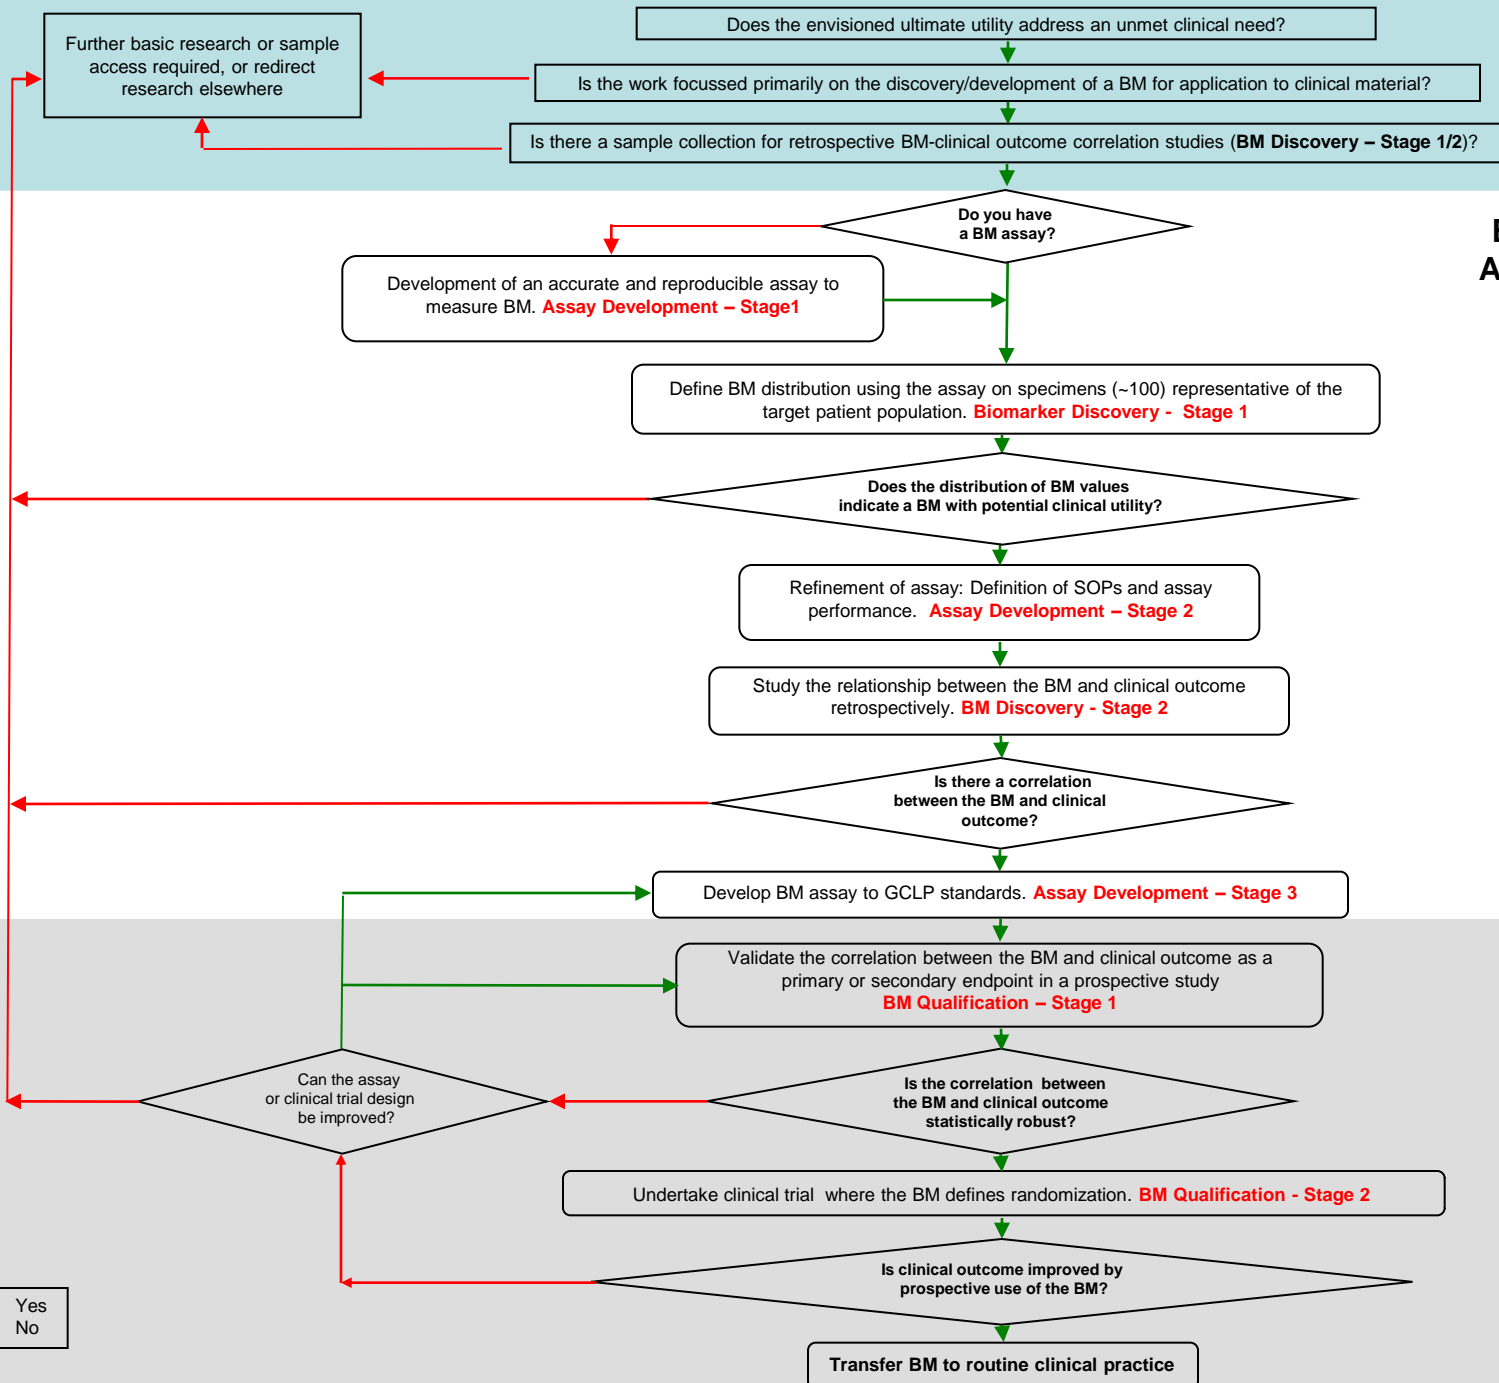 Does the envisioned ultimate utility address an unmet clinical need?
Further basic research or sample
access required, or redirect
research elsewhere
Is the work focussed primarily on the discovery/development of a BM for application to clinical material?
Is there a sample collection for retrospective BM-clinical outcome correlation studies (BM Discovery – Stage 1/2)?
Do you have
a BM assay?
Development of an accurate and reproducible assay to
measure BM. Assay Development – Stage1
Define BM distribution using the assay on specimens (~100) representative of the
target patient population. Biomarker Discovery - Stage 1
Does the distribution of BM values
indicate a BM with potential clinical utility?
Refinement of assay: Definition of SOPs and assay
performance. Assay Development – Stage 2
Study the relationship between the BM and clinical outcome
retrospectively. BM Discovery - Stage 2
Is there a correlation
between the BM and clinical
outcome?
Develop BM assay to GCLP standards. Assay Development – Stage 3
Validate the correlation between the BM and clinical outcome as a
primary or secondary endpoint in a prospective study
BM Qualification – Stage 1
Can the assay
or clinical trial design
be improved?
Is the correlation between
the BM and clinical outcome
statistically robust?
Undertake clinical trial where the BM defines randomization. BM Qualification - Stage 2
Is clinical outcome improved by
prospective use of the BM?
Yes
No
Transfer BM to routine clinical practice